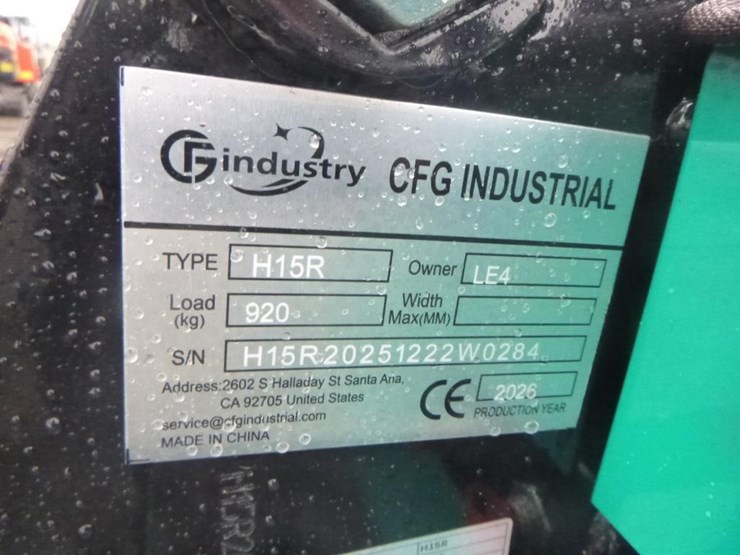 CFindustry CFG INDUSTRIAL
TYPE H15R Owner LE4
Load (kg) 920 Width Max(MM)
S/N H15R20251222W0284
Address:2602 S Halladay St Santa Ana,
CA 92705 United States
service@cfgindustrial.com
MADE IN CHINA
CE 2026
PRODUCTION YEAR
H15R